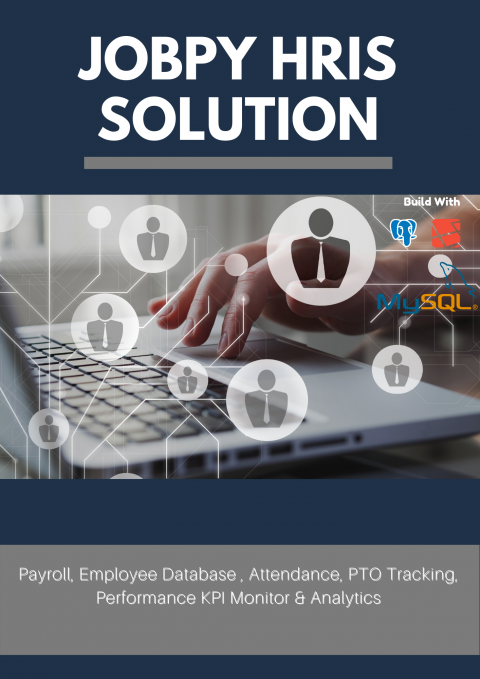 JOBPY HRIS
SOLUTION
Build With
MySQL®
Payroll, Employee Database , Attendance, PTO Tracking,
Performance KPI Monitor & Analytics